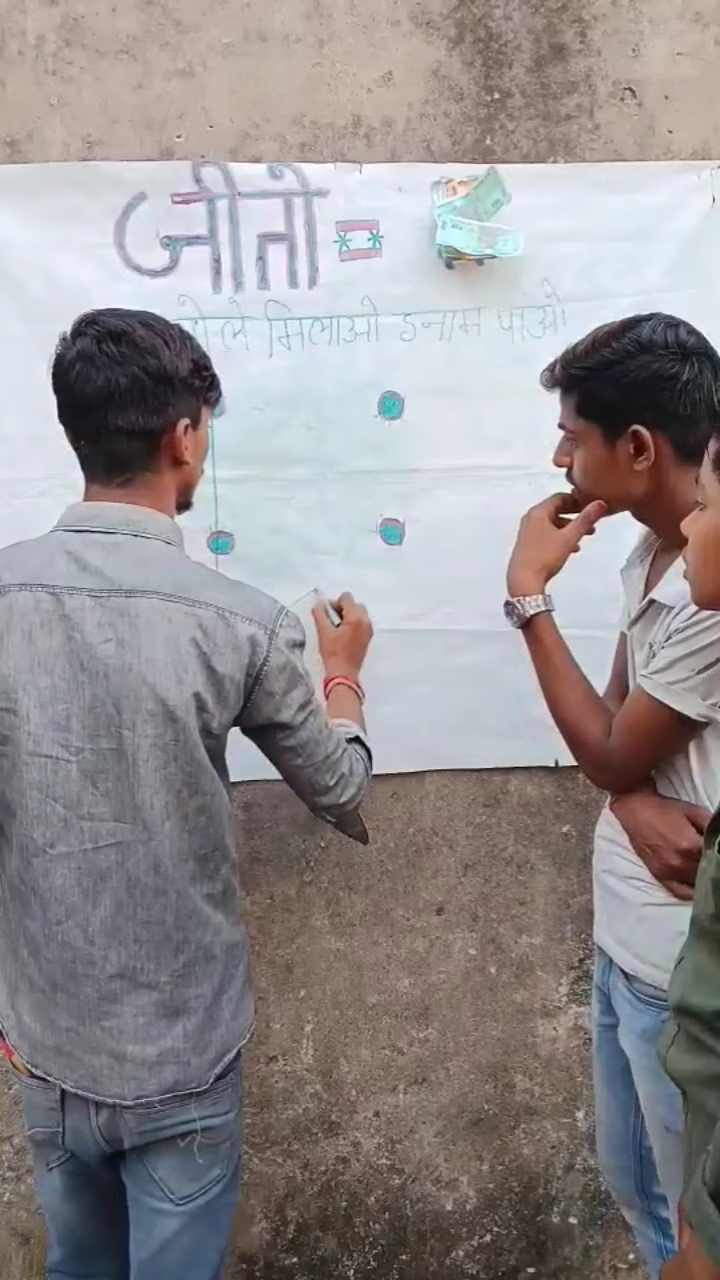 जीतो =
ले मिलाओ इनाम पाओ